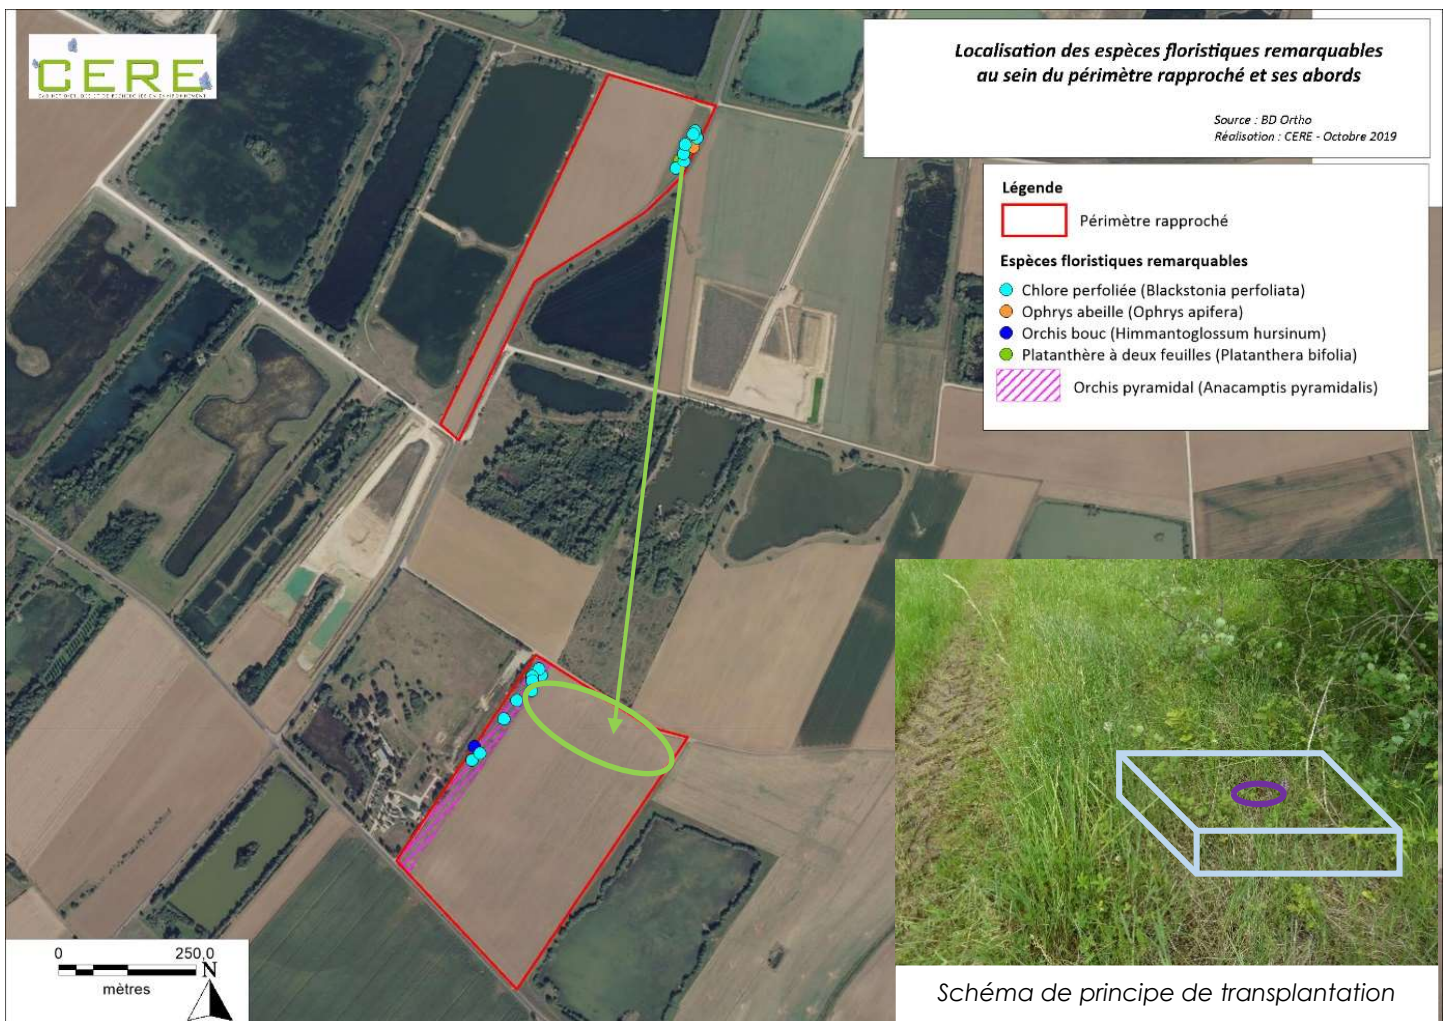 CERE
Localisation des espèces floristiques remarquables
au sein du périmètre rapproché et ses abords
Source : BD Ortho
Réalisation : CERE - Octobre 2019
Légende
Périmètre rapproché
Espèces floristiques remarquables
Chlore perfoliée (Blackstonia perfoliata)
Ophrys abeille (Ophrys apifera)
Orchis bouc (Himmantoglossum hursinum)
Platanthère à deux feuilles (Platanthera bifolia)
Orchis pyramidal (Anacamptis pyramidalis)
0 250,0
mètres
N
Schéma de principe de transplantation